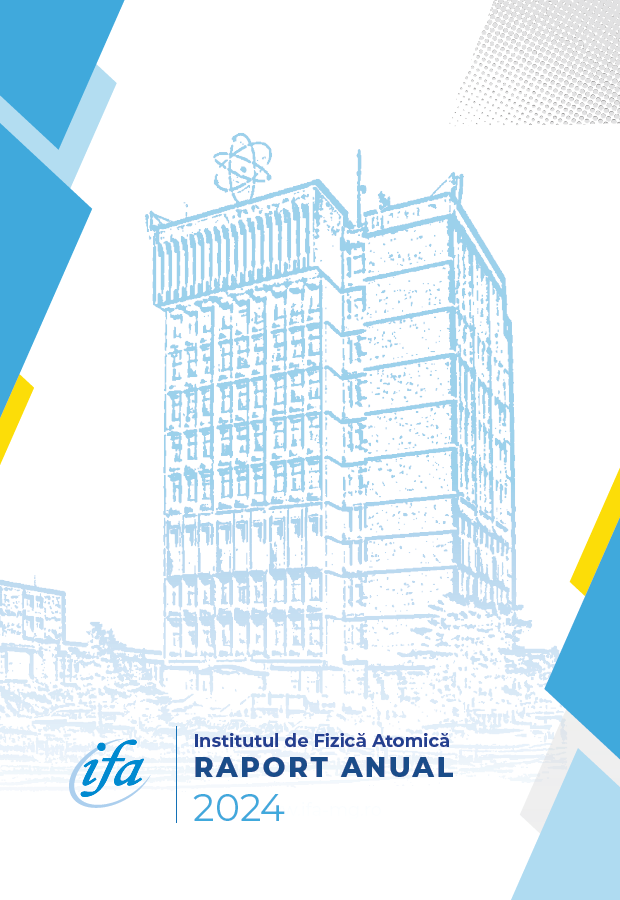 ifa
Institutul de Fizică Atomică
RAPORT ANUAL
2024